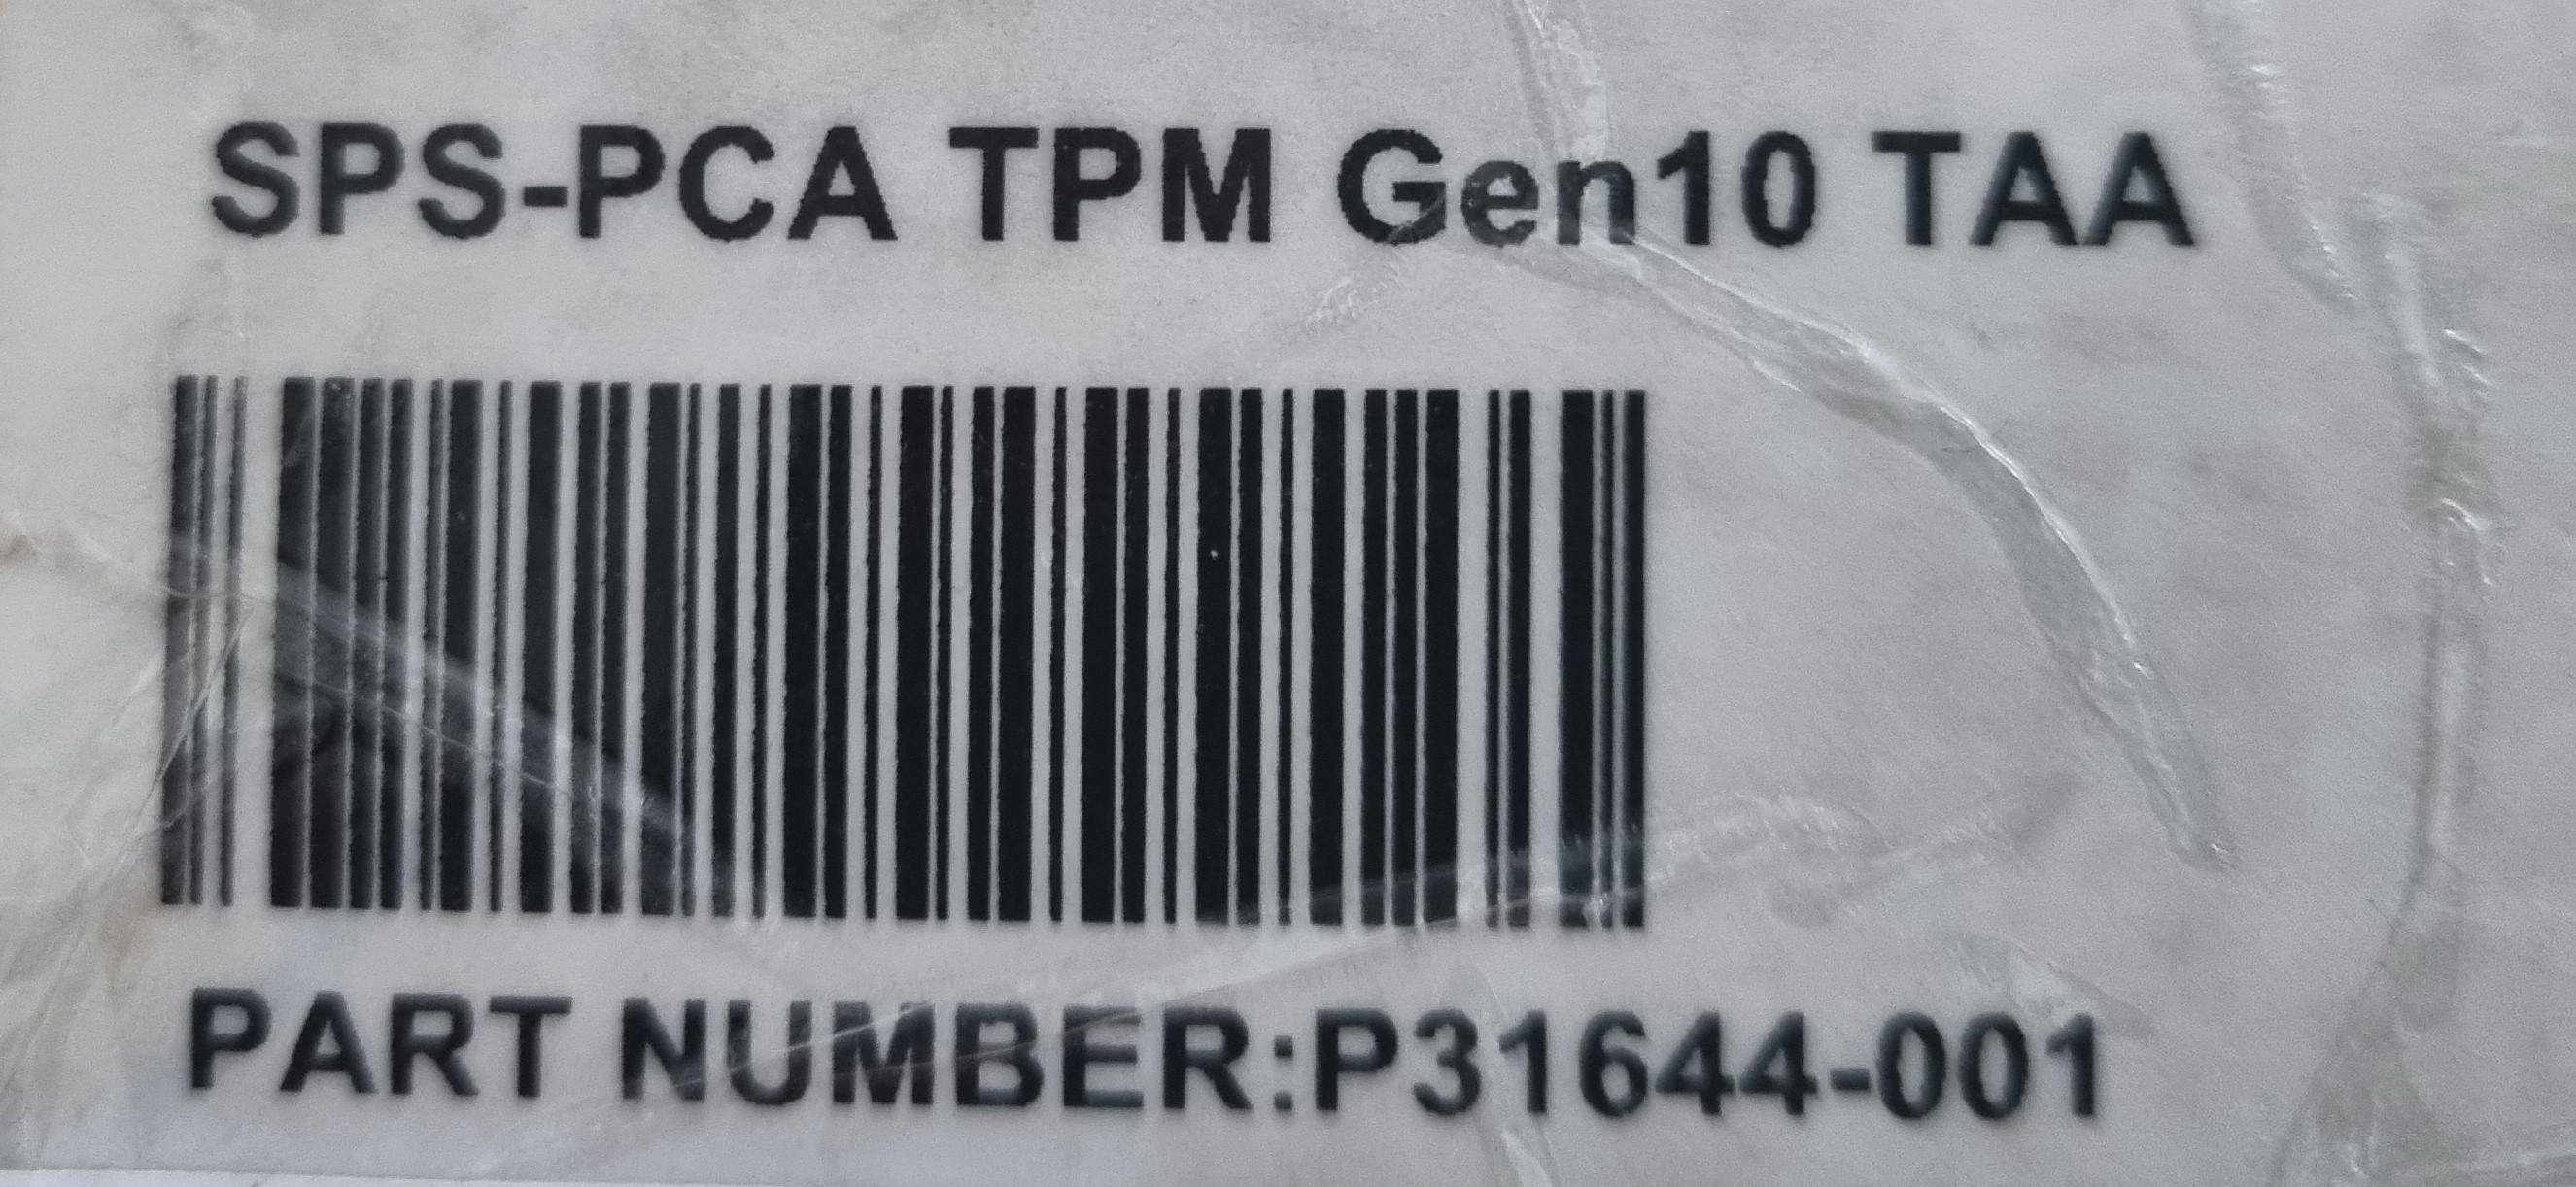 SPS-PCA TPM Gen10 TAA
PART NUMBER:P31644-001